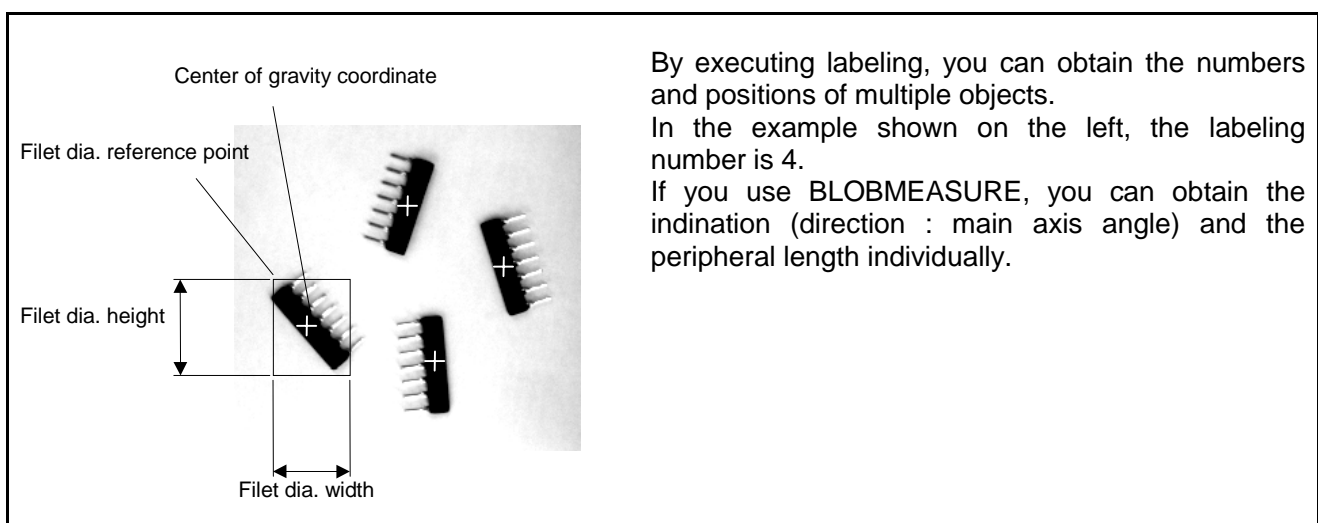 Center of gravity coordinate
Filet dia. reference point
Filet dia. height
Filet dia. width
By executing labeling, you can obtain the numbers
and positions of multiple objects.
In the example shown on the left, the labeling
number is 4.
If you use BLOBMEASURE, you can obtain the
indination (direction : main axis angle) and the
peripheral length individually.